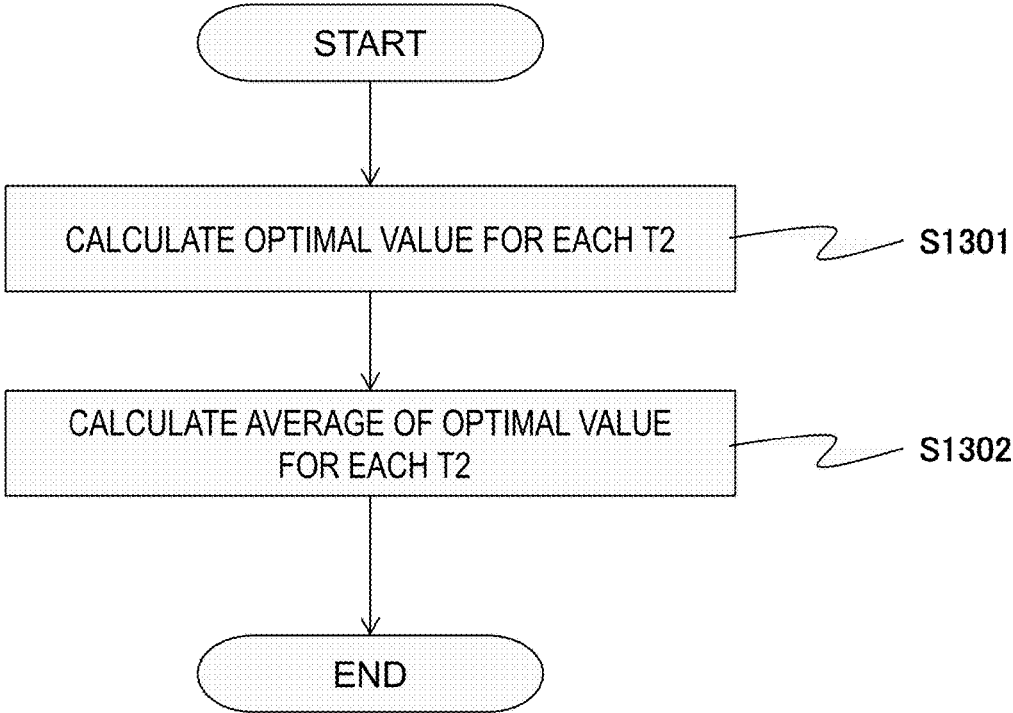 START
CALCULATE OPTIMAL VALUE FOR EACH T2
S1301
CALCULATE AVERAGE OF OPTIMAL VALUE
FOR EACH T2
S1302
END